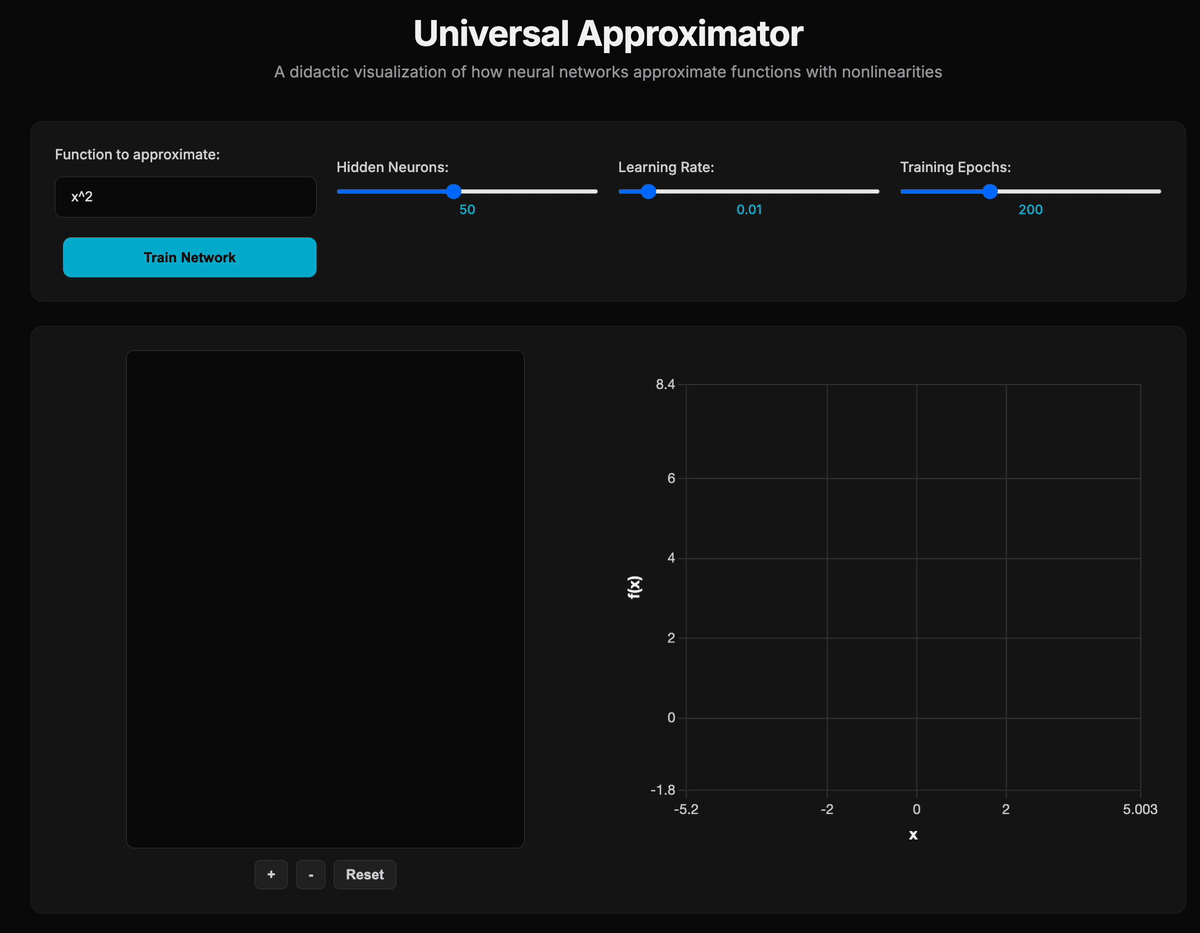 Universal Approximator
A didactic visualization of how neural networks approximate functions with nonlinearities
Function to approximate:
x^2
Train Network
Hidden Neurons:
50
Learning Rate:
0.01
Training Epochs:
200
+
-
Reset
f(x)
8.4
6
4
2
0
-1.8
-5.2
-2
0
2
5.003
x